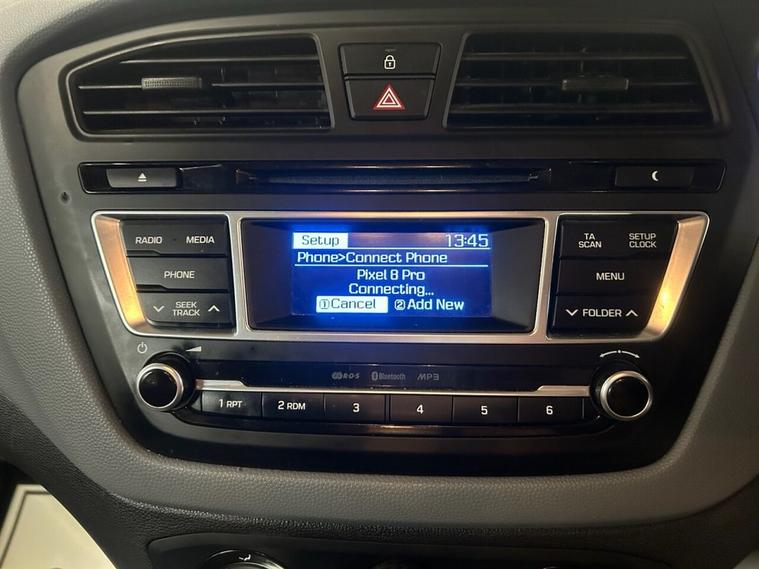 Setup 13:45
Phone>Connect Phone
Pixel 8 Pro
Connecting...
①Cancel ②Add New
RADIO MEDIA
PHONE
SEEK
TRACK
TA
SCAN
SETUP
CLOCK
MENU
FOLDER
R·D·S Bluetooth MP3
1 RPT 2 RDM 3 4 5 6